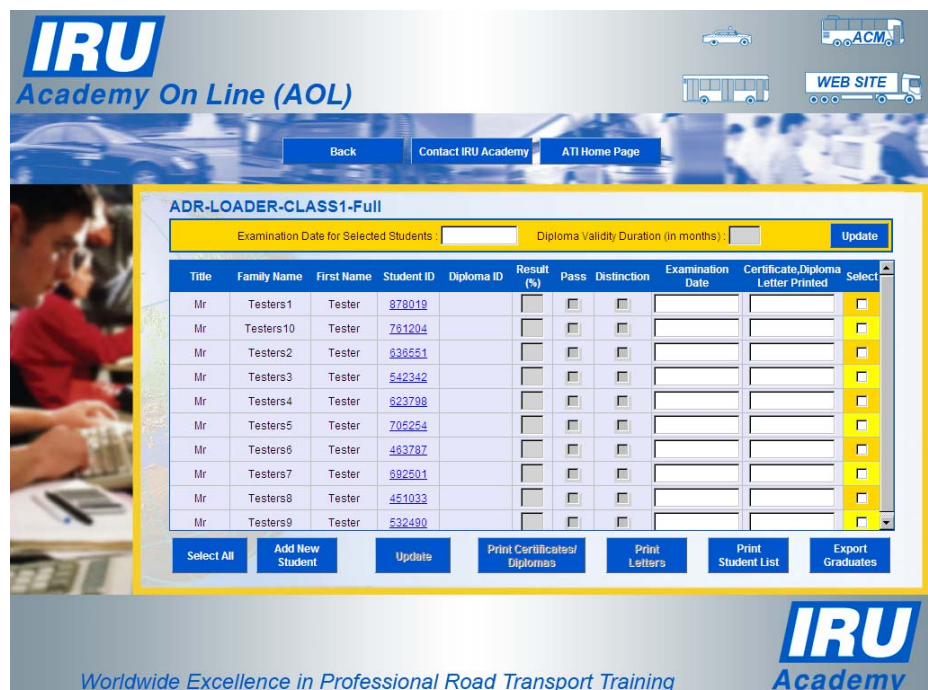 IRU
Academy On Line (AOL)
ACM
WEB SITE
Back
Contact IRU Academy
ATI Home Page
ADR-LOADER-CLASS1-Full
Examination Date for Selected Students :
Diploma Validity Duration (in months) :
Update
Title Family Name First Name Student ID Diploma ID Result (%) Pass Distinction Examination Date Certificate,Diploma Letter Printed Select
Mr Testers1 Tester 878019
Mr Testers10 Tester 761204
Mr Testers2 Tester 636551
Mr Testers3 Tester 542342
Mr Testers4 Tester 623798
Mr Testers5 Tester 705254
Mr Testers6 Tester 463787
Mr Testers7 Tester 692501
Mr Testers8 Tester 451033
Mr Testers9 Tester 532490
Select All
Add New
Student
Update
Print Certificates/
Diplomas
Print
Letters
Print
Student List
Export
Graduates
IRU
Academy
Worldwide Excellence in Professional Road Transport Training